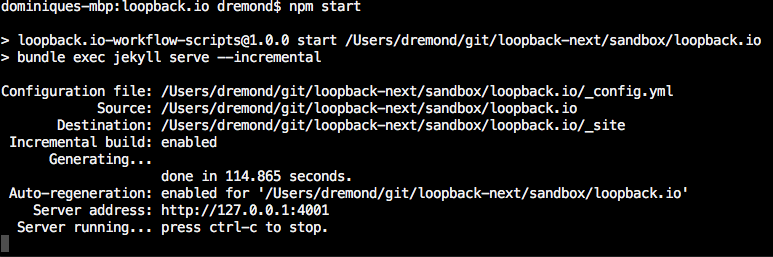 dominiques-mbp:loopback.io dremond$ npm start
> loopback.io-workflow-scripts@1.0.0 start /Users/dremond/git/loopback-next/sandbox/loopback.io
> bundle exec jekyll serve --incremental
Configuration file: /Users/dremond/git/loopback-next/sandbox/loopback.io/_config.yml
Source: /Users/dremond/git/loopback-next/sandbox/loopback.io
Destination: /Users/dremond/git/loopback-next/sandbox/loopback.io/_site
Incremental build: enabled
Generating...
done in 114.865 seconds.
Auto-regeneration: enabled for '/Users/dremond/git/loopback-next/sandbox/loopback.io'
Server address: http://127.0.0.1:4001
Server running... press ctrl-c to stop.